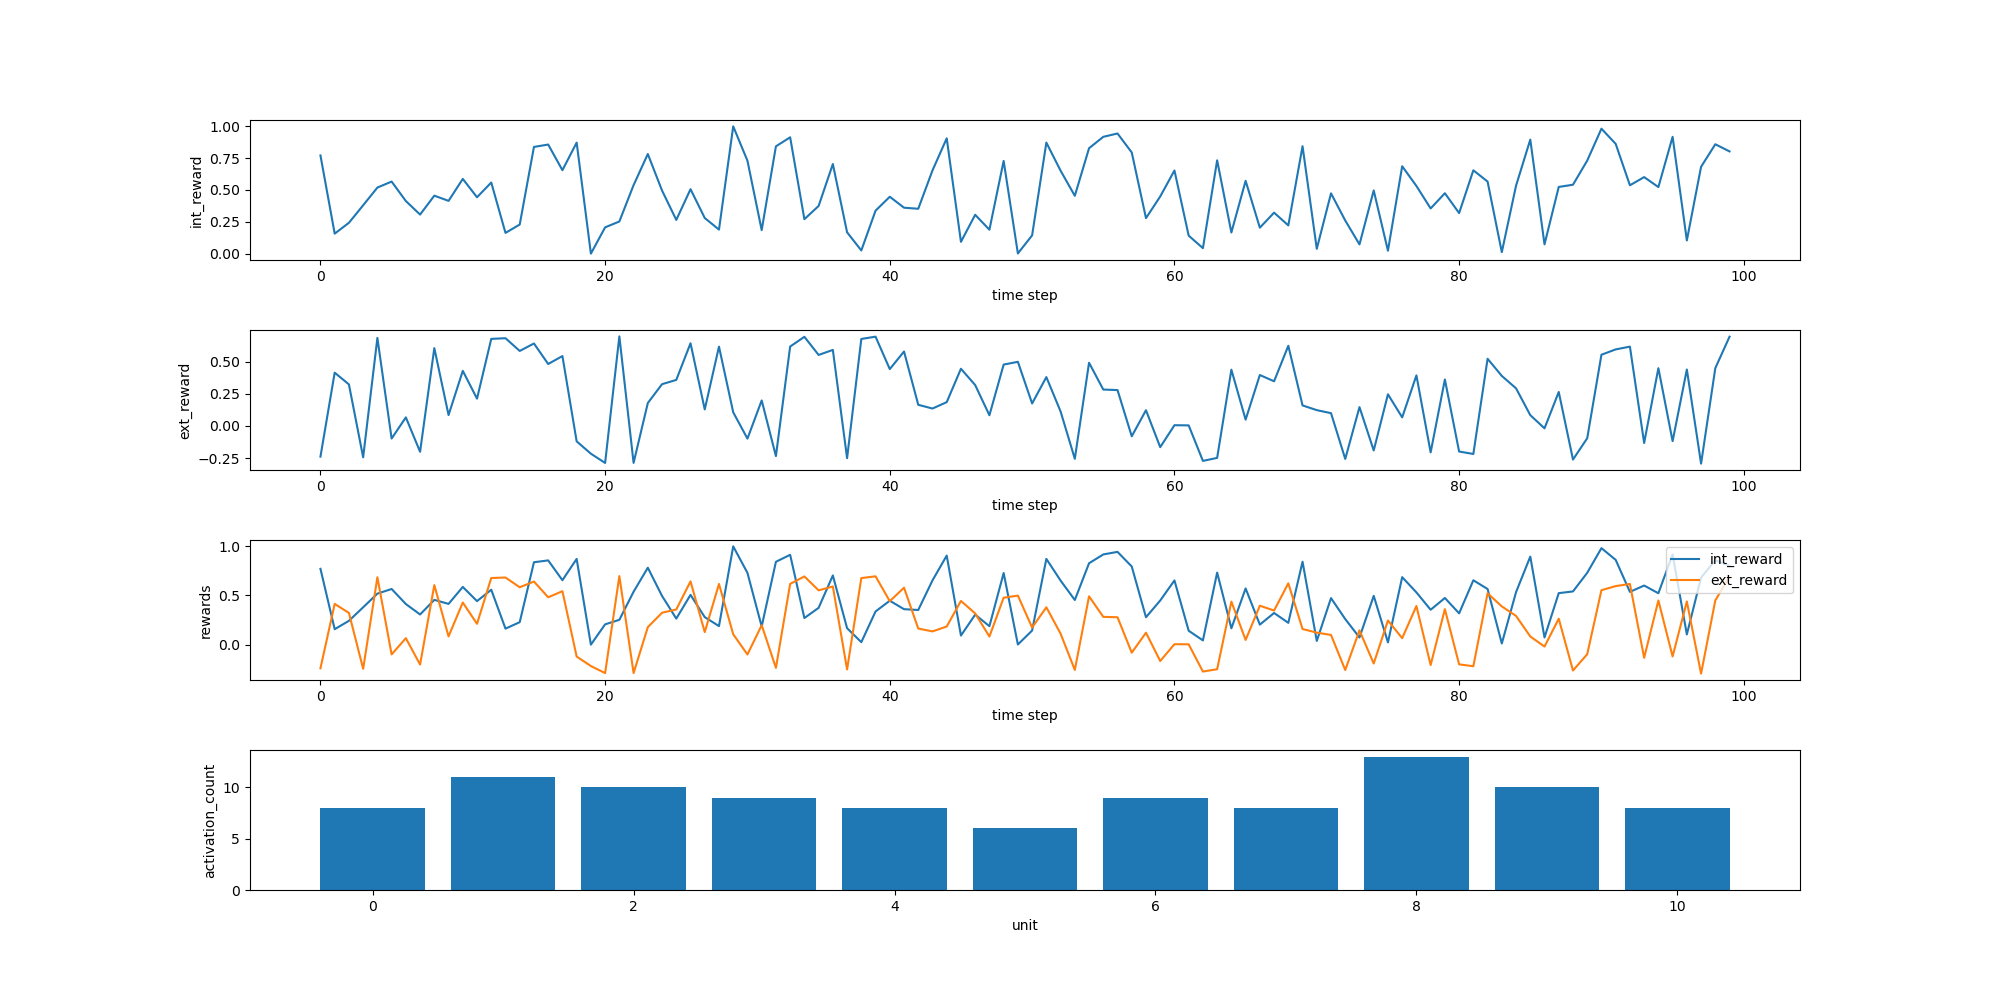 int_reward
1.00
0.75
0.50
0.25
0.00
0 20 40 60 80 100
time step
ext_reward
0.50
0.25
0.00
−0.25
0 20 40 60 80 100
time step
rewards
1.0
0.5
0.0
int_reward
ext_reward
0 20 40 60 80 100
time step
activation_count
10
5
0
0 2 4 6 8 10
unit